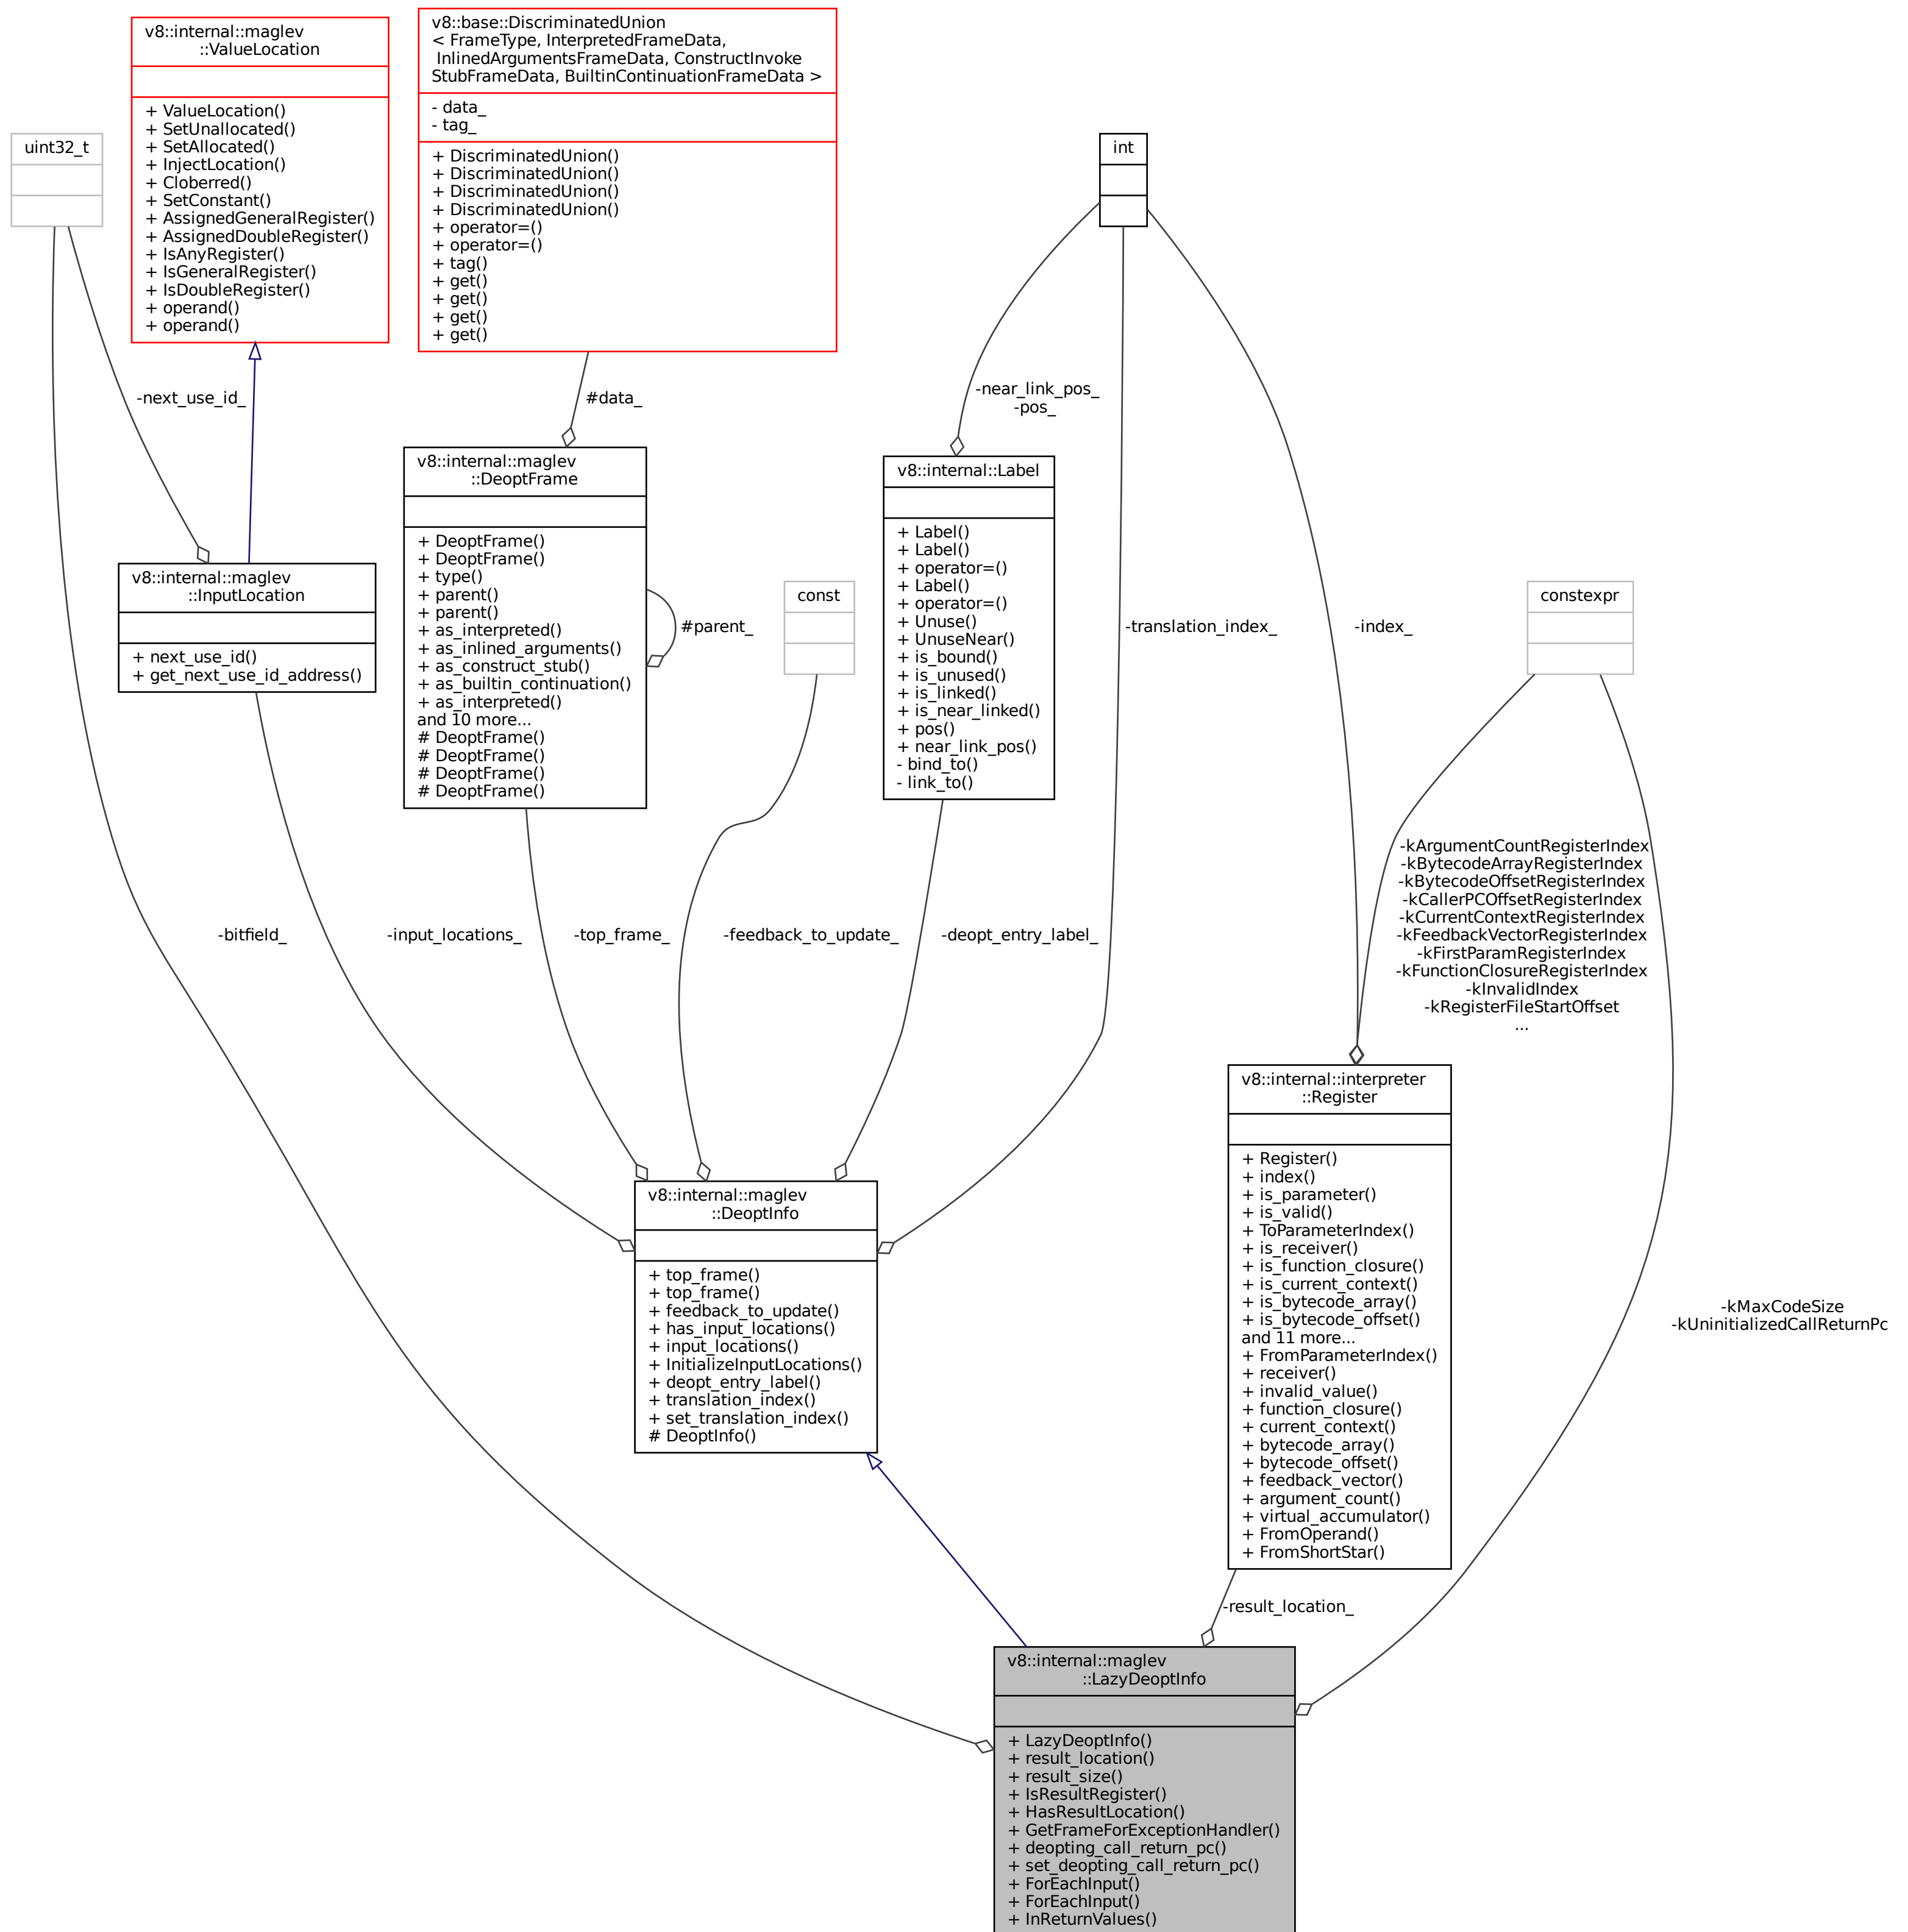 v8::internal::maglev
::ValueLocation
+ ValueLocation()
+ SetUnallocated()
+ SetAllocated()
+ InjectLocation()
+ Cloberred()
+ SetConstant()
+ AssignedGeneralRegister()
+ AssignedDoubleRegister()
+ IsAnyRegister()
+ IsGeneralRegister()
+ IsDoubleRegister()
+ operand()
+ operand()
v8::base::DiscriminatedUnion
< FrameType, InterpretedFrameData,
InlinedArgumentsFrameData, ConstructInvoke
StubFrameData, BuiltinContinuationFrameData >
- data_
- tag_
+ DiscriminatedUnion()
+ DiscriminatedUnion()
+ DiscriminatedUnion()
+ DiscriminatedUnion()
+ operator=()
+ operator=()
+ tag()
+ get()
+ get()
+ get()
+ get()
uint32_t
int
-next_use_id_
#data_
-near_link_pos_
-pos_
v8::internal::maglev
::InputLocation
+ next_use_id()
+ get_next_use_id_address()
v8::internal::maglev
::DeoptFrame
+ DeoptFrame()
+ DeoptFrame()
+ type()
+ parent()
+ parent()
+ as_interpreted()
+ as_inlined_arguments()
+ as_construct_stub()
+ as_builtin_continuation()
+ as_interpreted()
and 10 more...
# DeoptFrame()
# DeoptFrame()
# DeoptFrame()
# DeoptFrame()
#parent_
const
v8::internal::Label
+ Label()
+ Label()
+ operator=()
+ Label()
+ operator=()
+ Unuse()
+ UnuseNear()
+ is_bound()
+ is_unused()
+ is_linked()
+ is_near_linked()
+ pos()
+ near_link_pos()
- bind_to()
- link_to()
-translation_index_
-index_
constexpr
-kArgumentCountRegisterIndex
-kBytecodeArrayRegisterIndex
-kBytecodeOffsetRegisterIndex
-kCallerPCOffsetRegisterIndex
-kCurrentContextRegisterIndex
-kFeedbackVectorRegisterIndex
-kFirstParamRegisterIndex
-kFunctionClosureRegisterIndex
-kInvalidIndex
-kRegisterFileStartOffset
...
-bitfield_
-input_locations_
-top_frame_
-feedback_to_update_
-deopt_entry_label_
v8::internal::maglev
::DeoptInfo
+ top_frame()
+ top_frame()
+ feedback_to_update()
+ has_input_locations()
+ input_locations()
+ InitializeInputLocations()
+ deopt_entry_label()
+ translation_index()
+ set_translation_index()
# DeoptInfo()
v8::internal::interpreter
::Register
+ Register()
+ index()
+ is_parameter()
+ is_valid()
+ ToParameterIndex()
+ is_receiver()
+ is_function_closure()
+ is_current_context()
+ is_bytecode_array()
+ is_bytecode_offset()
and 11 more...
+ FromParameterIndex()
+ receiver()
+ invalid_value()
+ function_closure()
+ current_context()
+ bytecode_array()
+ bytecode_offset()
+ feedback_vector()
+ argument_count()
+ virtual_accumulator()
+ FromOperand()
+ FromShortStar()
-kMaxCodeSize
-kUninitializedCallReturnPc
-result_location_
v8::internal::maglev
::LazyDeoptInfo
+ LazyDeoptInfo()
+ result_location()
+ result_size()
+ IsResultRegister()
+ HasResultLocation()
+ GetFrameForExceptionHandler()
+ deopting_call_return_pc()
+ set_deopting_call_return_pc()
+ ForEachInput()
+ ForEachInput()
+ InReturnValues()